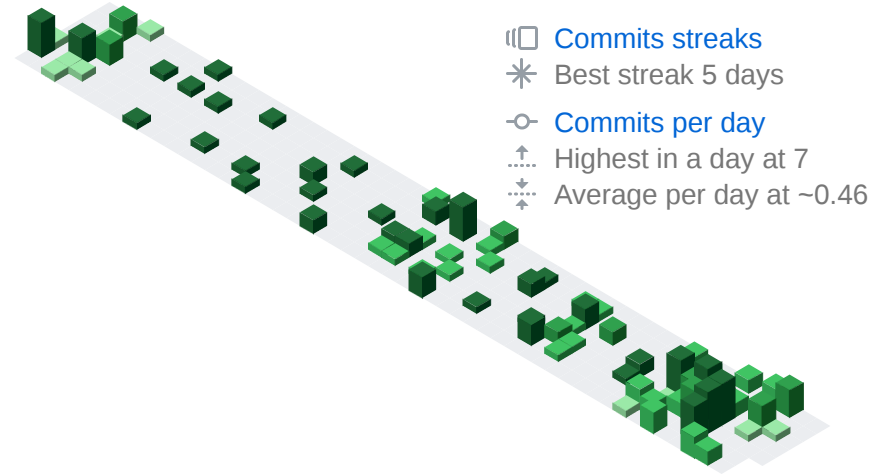 Commits streaks
Best streak 5 days
Commits per day
Highest in a day at 7
Average per day at ~0.46